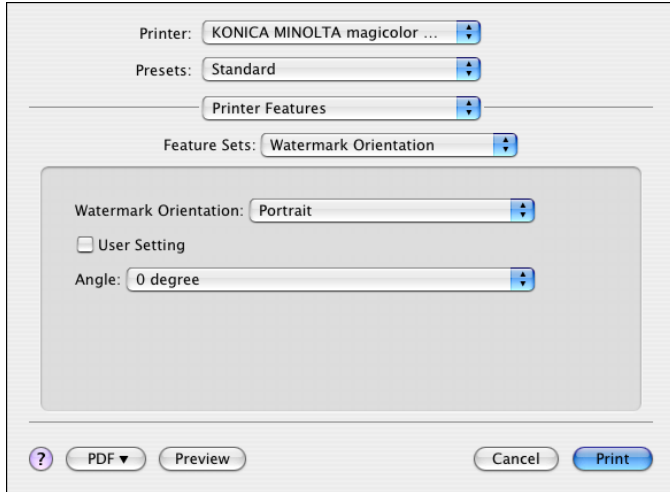 Printer: KONICA MINOLTA magicolor ...
Presets: Standard
Printer Features
Feature Sets: Watermark Orientation
Watermark Orientation: Portrait
User Setting
Angle: 0 degree
? PDF ▼ Preview Cancel Print